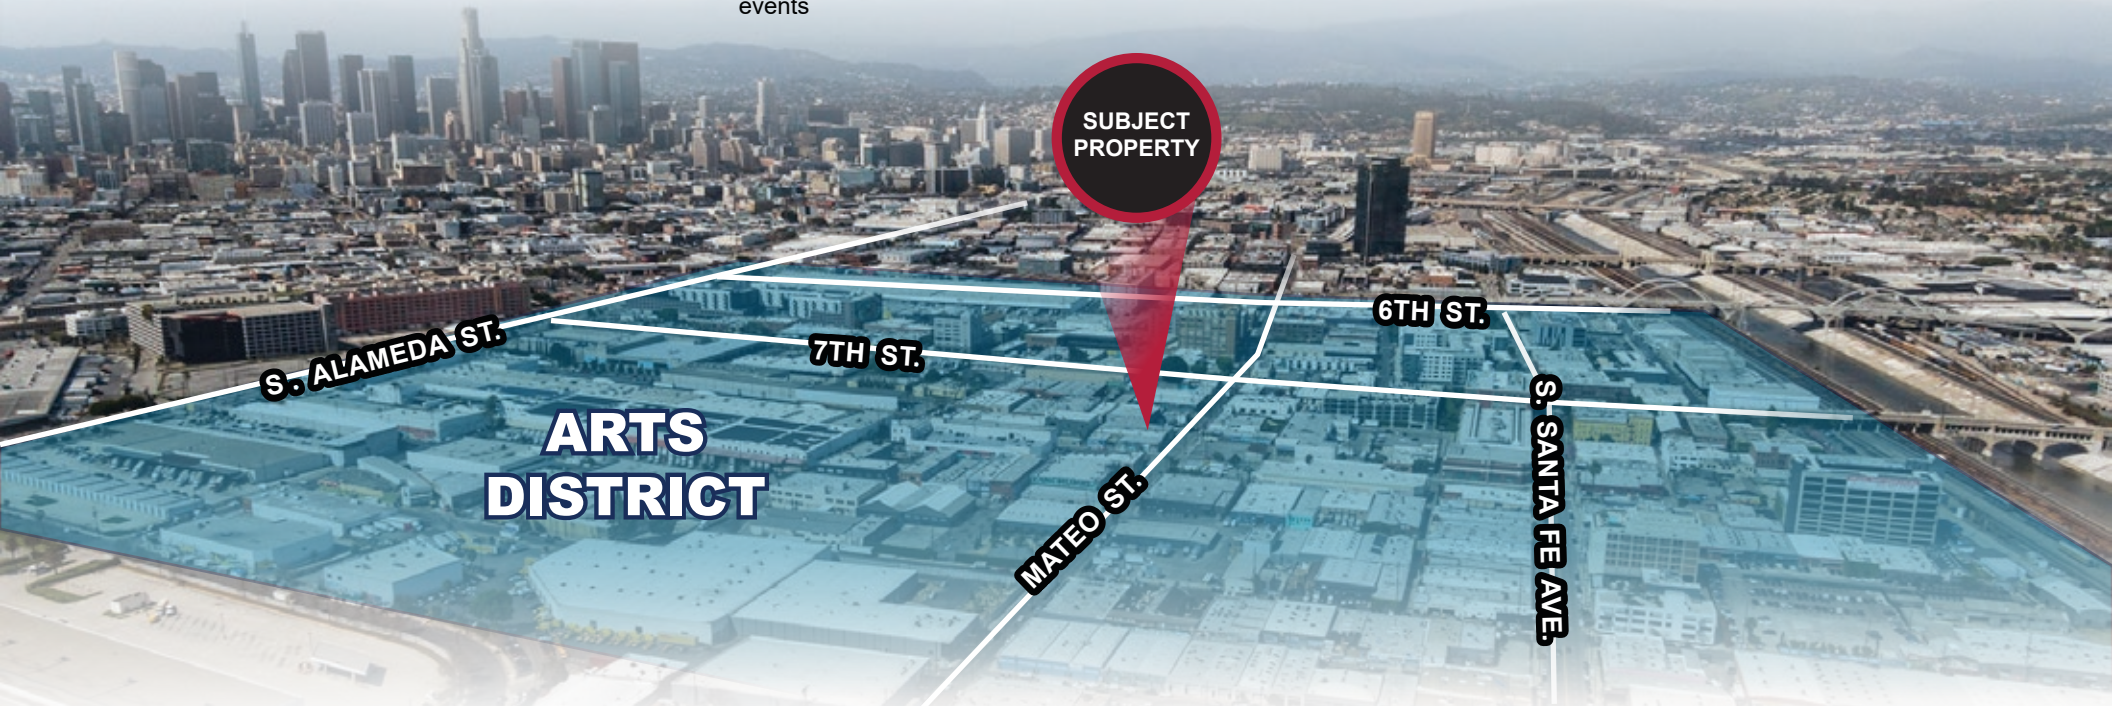 events
SUBJECT
PROPERTY
6TH ST.
S. ALAMEDA ST.
7TH ST.
S. SANTA FE AVE.
ARTS
DISTRICT
MATEO ST.